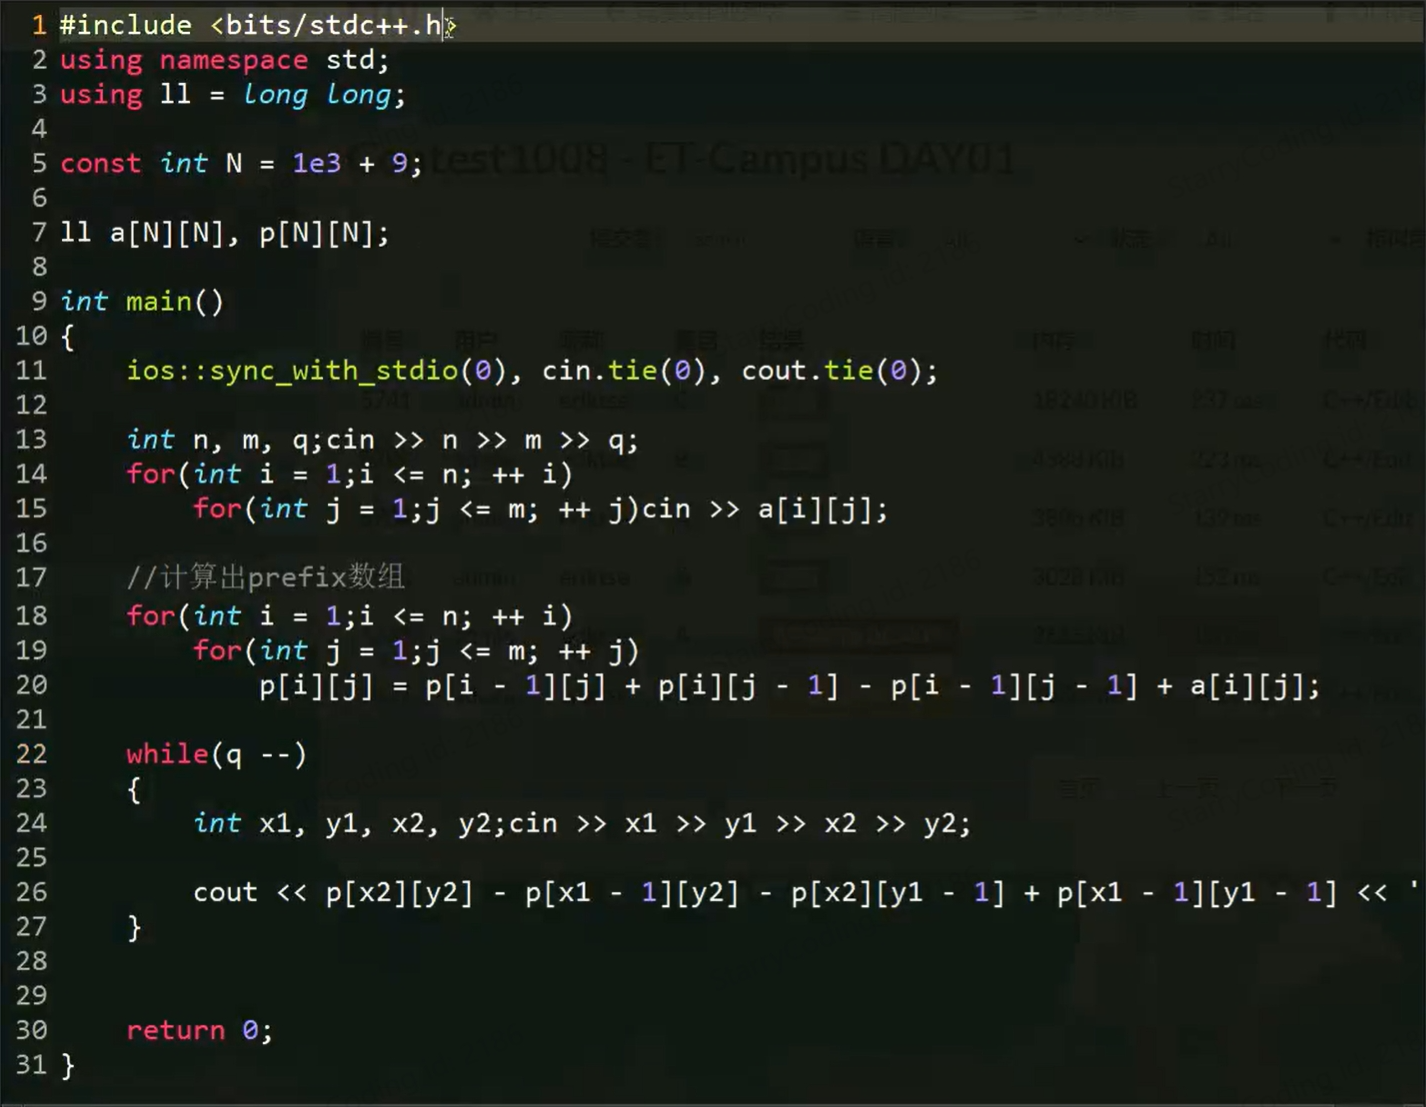 1 #include <bits/stdc++.h>
2 using namespace std;
3 using ll = long long;
4
5 const int N = 1e3 + 9;
6
7 ll a[N][N], p[N][N];
8
9 int main()
10 {
11 ios::sync_with_stdio(0), cin.tie(0), cout.tie(0);
12
13 int n, m, q;cin >> n >> m >> q;
14 for(int i = 1;i <= n; ++ i)
15 for(int j = 1;j <= m; ++ j)cin >> a[i][j];
16
17 //计算出prefix数组
18 for(int i = 1;i <= n; ++ i)
19 for(int j = 1;j <= m; ++ j)
20 p[i][j] = p[i - 1][j] + p[i][j - 1] - p[i - 1][j - 1] + a[i][j];
21
22 while(q --)
23 {
24 int x1, y1, x2, y2;cin >> x1 >> y1 >> x2 >> y2;
25
26 cout << p[x2][y2] - p[x1 - 1][y2] - p[x2][y1 - 1] + p[x1 - 1][y1 - 1] << '
27 }
28
29
30 return 0;
31 }
Contest1008 - ET-Campus DAY01